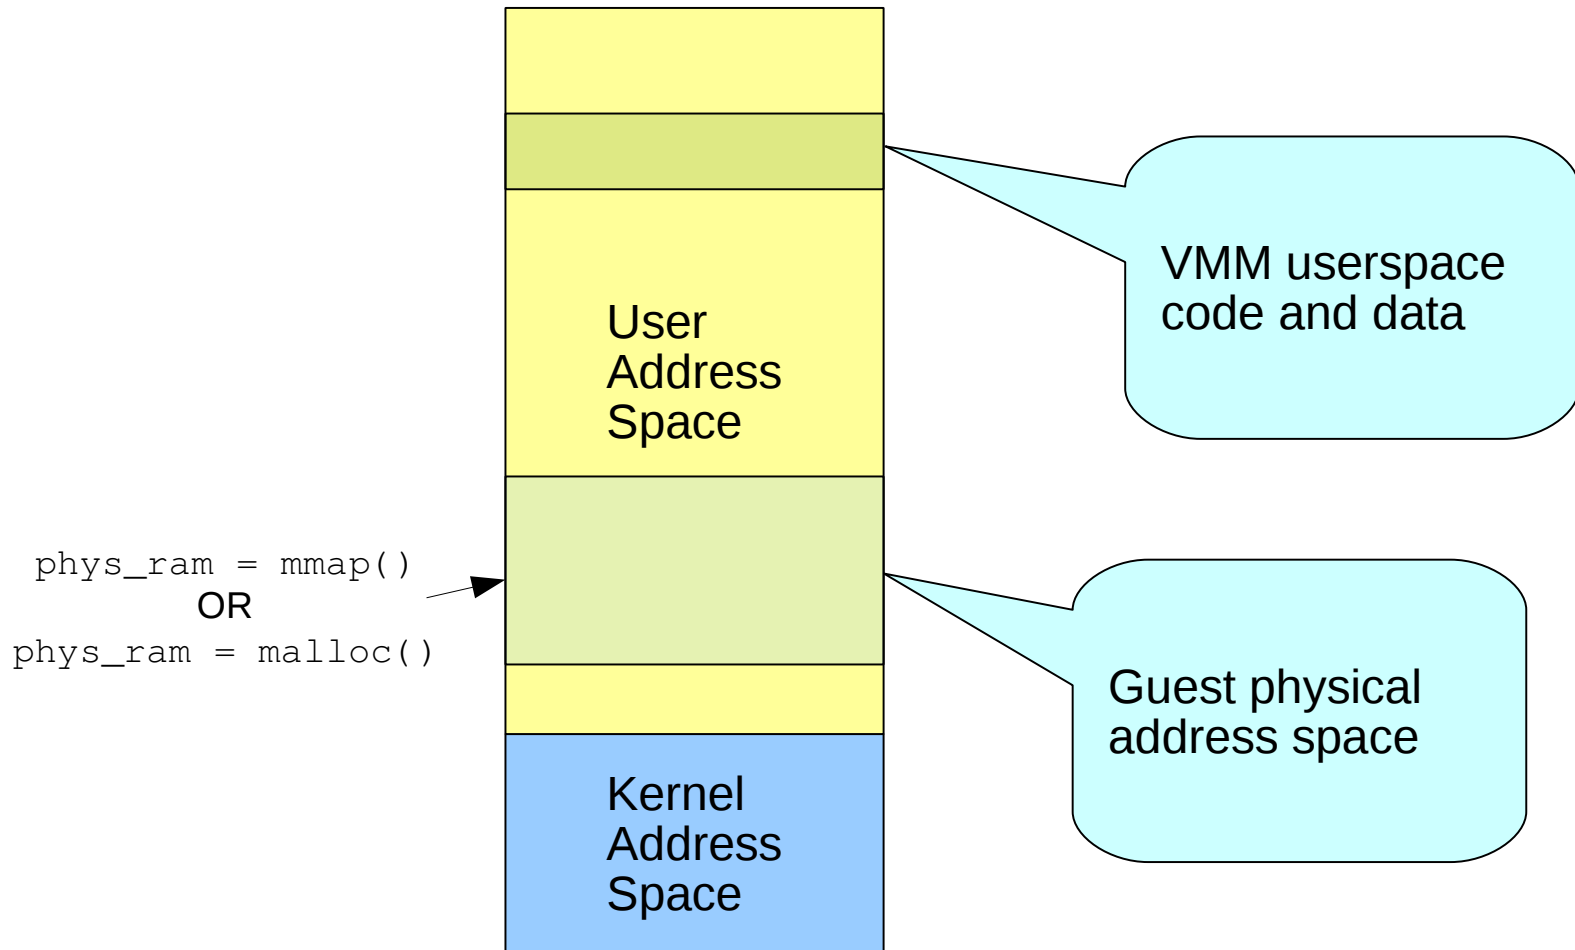 VMM userspace
code and data
User
Address
Space
phys_ram = mmap()
OR
phys_ram = malloc()
Guest physical
address space
Kernel
Address
Space